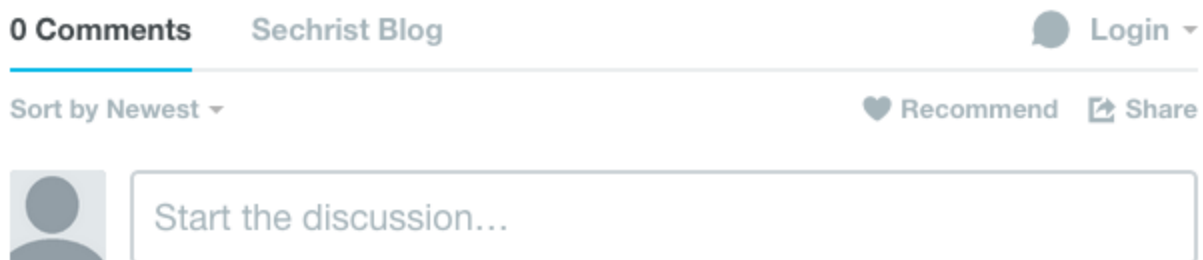 0 Comments Sechrist Blog Login
Sort by Newest Recommend Share
Start the discussion...